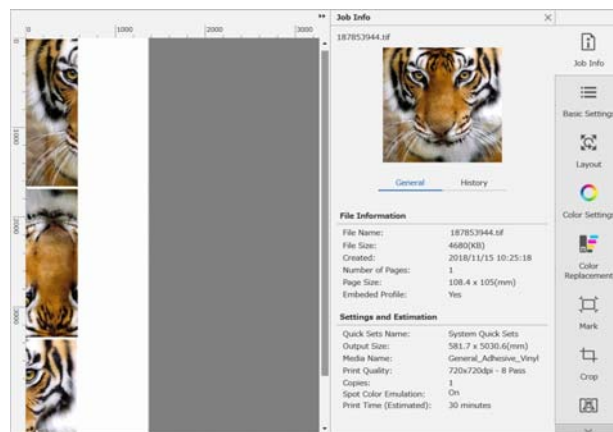 0
1000
2000
3000
1000
2000
3000
Job Info
187853944.tif
General
History
File Information
File Name: 187853944.tif
File Size: 4680(KB)
Created: 2018/11/15 10:25:18
Number of Pages: 1
Page Size: 108.4 x 105(mm)
Embeded Profile: Yes
Settings and Estimation
Quick Sets Name: System Quick Sets
Output Size: 581.7 x 5030.6(mm)
Media Name: General_Adhesive_Vinyl
Print Quality: 720x720dpi - 8 Pass
Copies: 1
Spot Color Emulation: On
Print Time (Estimated): 30 minutes
Job Info
Basic Setting
Layout
Color Setting
Color
Replacement
Mark
Crop